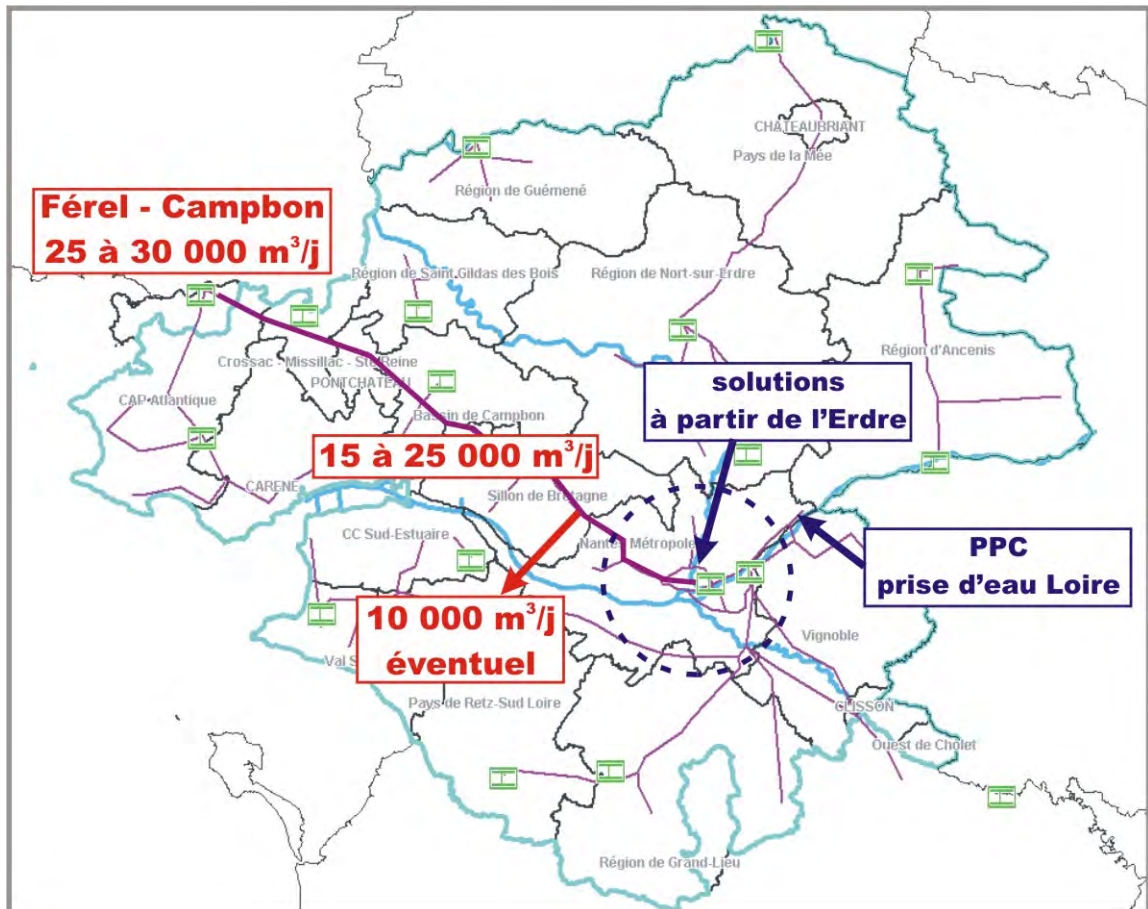 CHATEAUBRIANT
Pays de la Mée
Région de Guémené
Férel - Campbon
25 à 30 000 m³/j
Région de Saint Gildas des Bois
Région de Nort-sur-Erdre
Région d'Ancenis
Crossac - Missillac - Ste Reine
PONTCHATEAU
CAP Atlantique
Bassin de Campbon
solutions
à partir de l'Erdre
15 à 25 000 m³/j
CARENE
Sillon de Bretagne
CC Sud-Estuaire
Nantes Métropole
PPC
prise d'eau Loire
10 000 m³/j
éventuel
Vignoble
Val S
Pays de Retz-Sud Loire
CLISSON
Ouest de Cholet
Région de Grand-Lieu